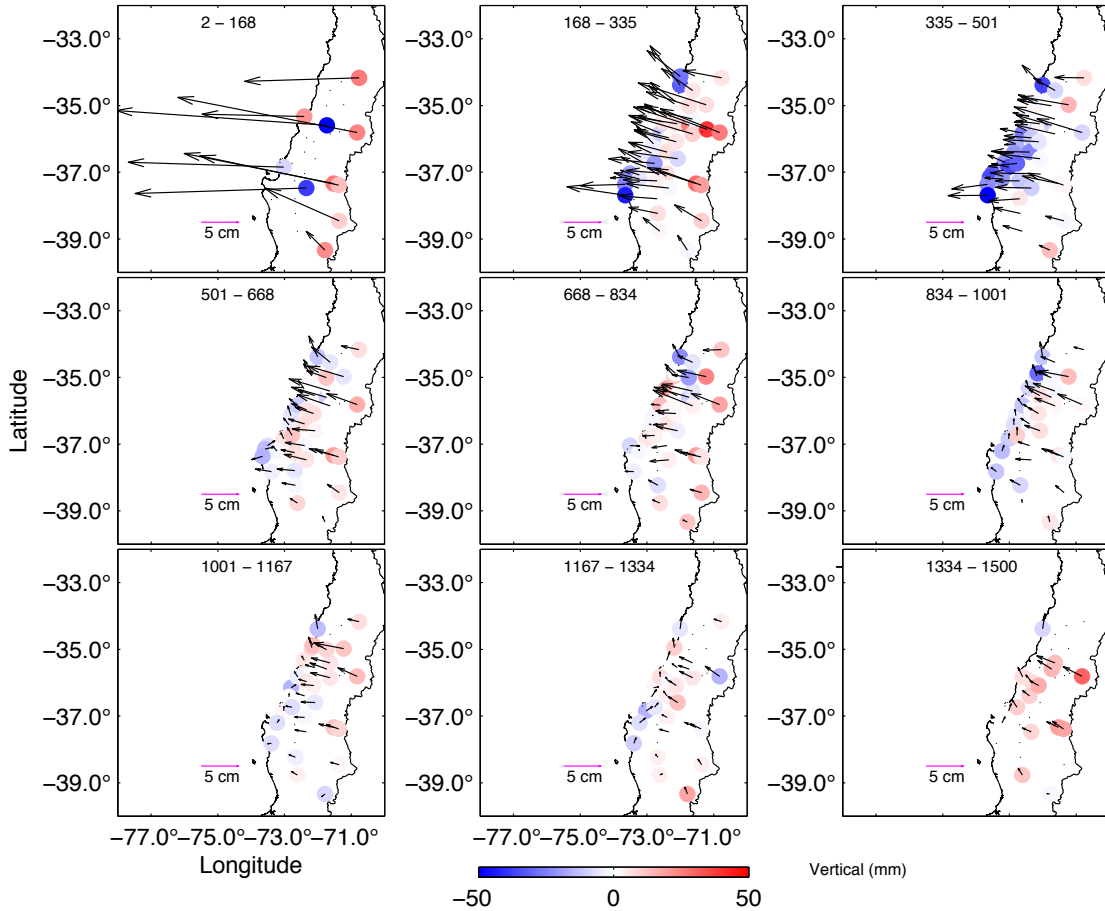 2 − 168
168 − 335
335 − 501
−33.0° −33.0° −33.0°
−35.0° −35.0° −35.0°
−37.0° −37.0° −37.0°
5 cm 5 cm 5 cm
−39.0° −39.0° −39.0°
501 − 668
668 − 834
834 − 1001
−33.0° −33.0° −33.0°
−35.0° −35.0° −35.0°
Latitude
−37.0° −37.0° −37.0°
5 cm 5 cm 5 cm
−39.0° −39.0° −39.0°
1001 − 1167
1167 − 1334
1334 − 1500
−33.0° −33.0° −33.0°
−35.0° −35.0° −35.0°
−37.0° −37.0° −37.0°
5 cm 5 cm 5 cm
−39.0° −39.0° −39.0°
−77.0° −75.0° −73.0° −71.0° −77.0° −75.0° −73.0° −71.0°
Longitude
Vertical (mm)
−50 0 50